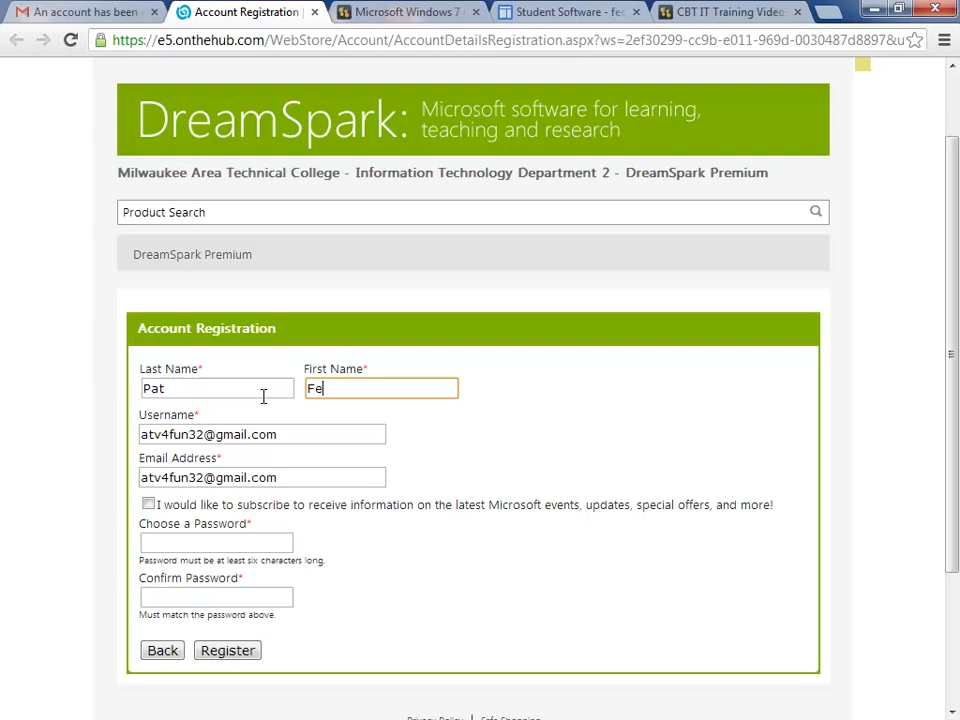 An account has been
Account Registration
Microsoft Windows 7
Student Software - fec
CBT IT Training Video
https://e5.onthehub.com/WebStore/Account/AccountDetailsRegistration.aspx?ws=2ef30299-cc9b-e011-969d-0030487d8897&u
DreamSpark: Microsoft software for learning,
teaching and research
Milwaukee Area Technical College - Information Technology Department 2 - DreamSpark Premium
Product Search
DreamSpark Premium
Account Registration
Last Name* First Name*
Pat Fe
Username*
atv4fun32@gmail.com
Email Address*
atv4fun32@gmail.com
I would like to subscribe to receive information on the latest Microsoft events, updates, special offers, and more!
Choose a Password*
Password must be at least six characters long.
Confirm Password*
Must match the password above.
Back Register
Privacy Policy | Safe Shopping